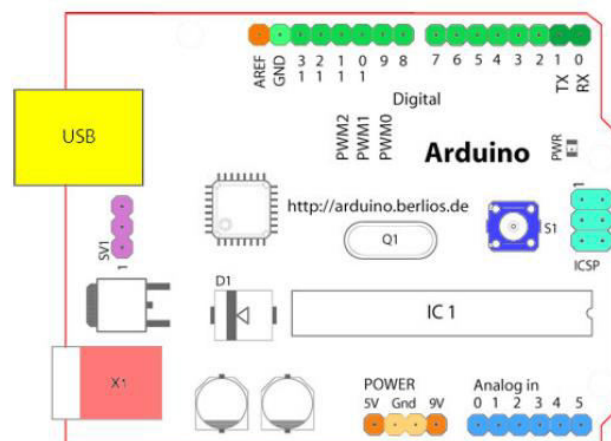 AREF
GND
13
12
11
10
9
8
7
6
5
4
3
2
1
0
TX
RX
Digital
PWM2
PWM1
PWM0
Arduino
PWR
USB
http://arduino.berlios.de
1
SV1
1
Q1
S1
ICSP
D1
IC 1
X1
POWER
5V Gnd 9V
Analog in
0 1 2 3 4 5